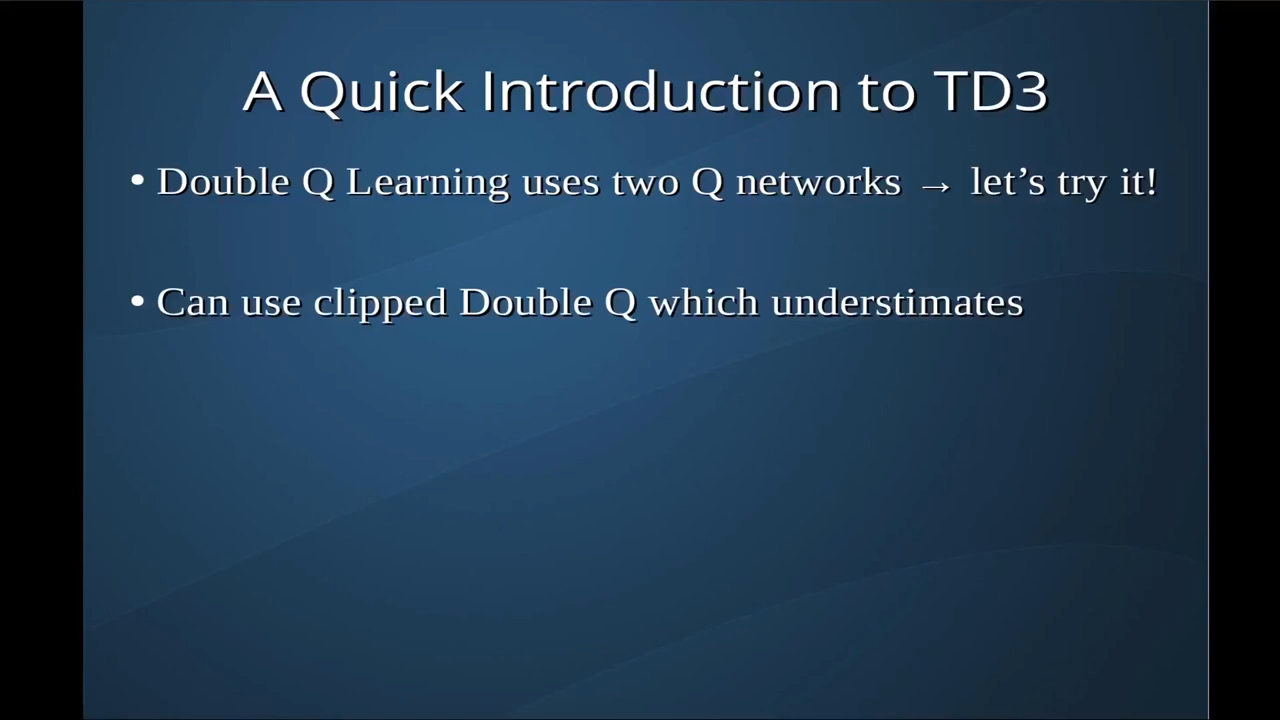 A Quick Introduction to TD3
• Double Q Learning uses two Q networks → let’s try it!
• Can use clipped Double Q which understimates